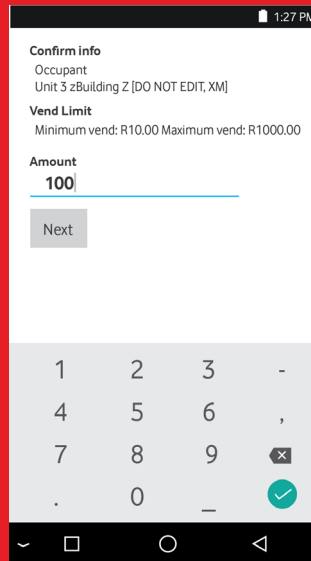 1:27 PM
Confirm info
Occupant
Unit 3 zBuilding Z [DO NOT EDIT, XM]
Vend Limit
Minimum vend: R10.00 Maximum vend: R1000.00
Amount
100
Next
1 2 3 -
4 5 6 ,
7 8 9
. 0 _